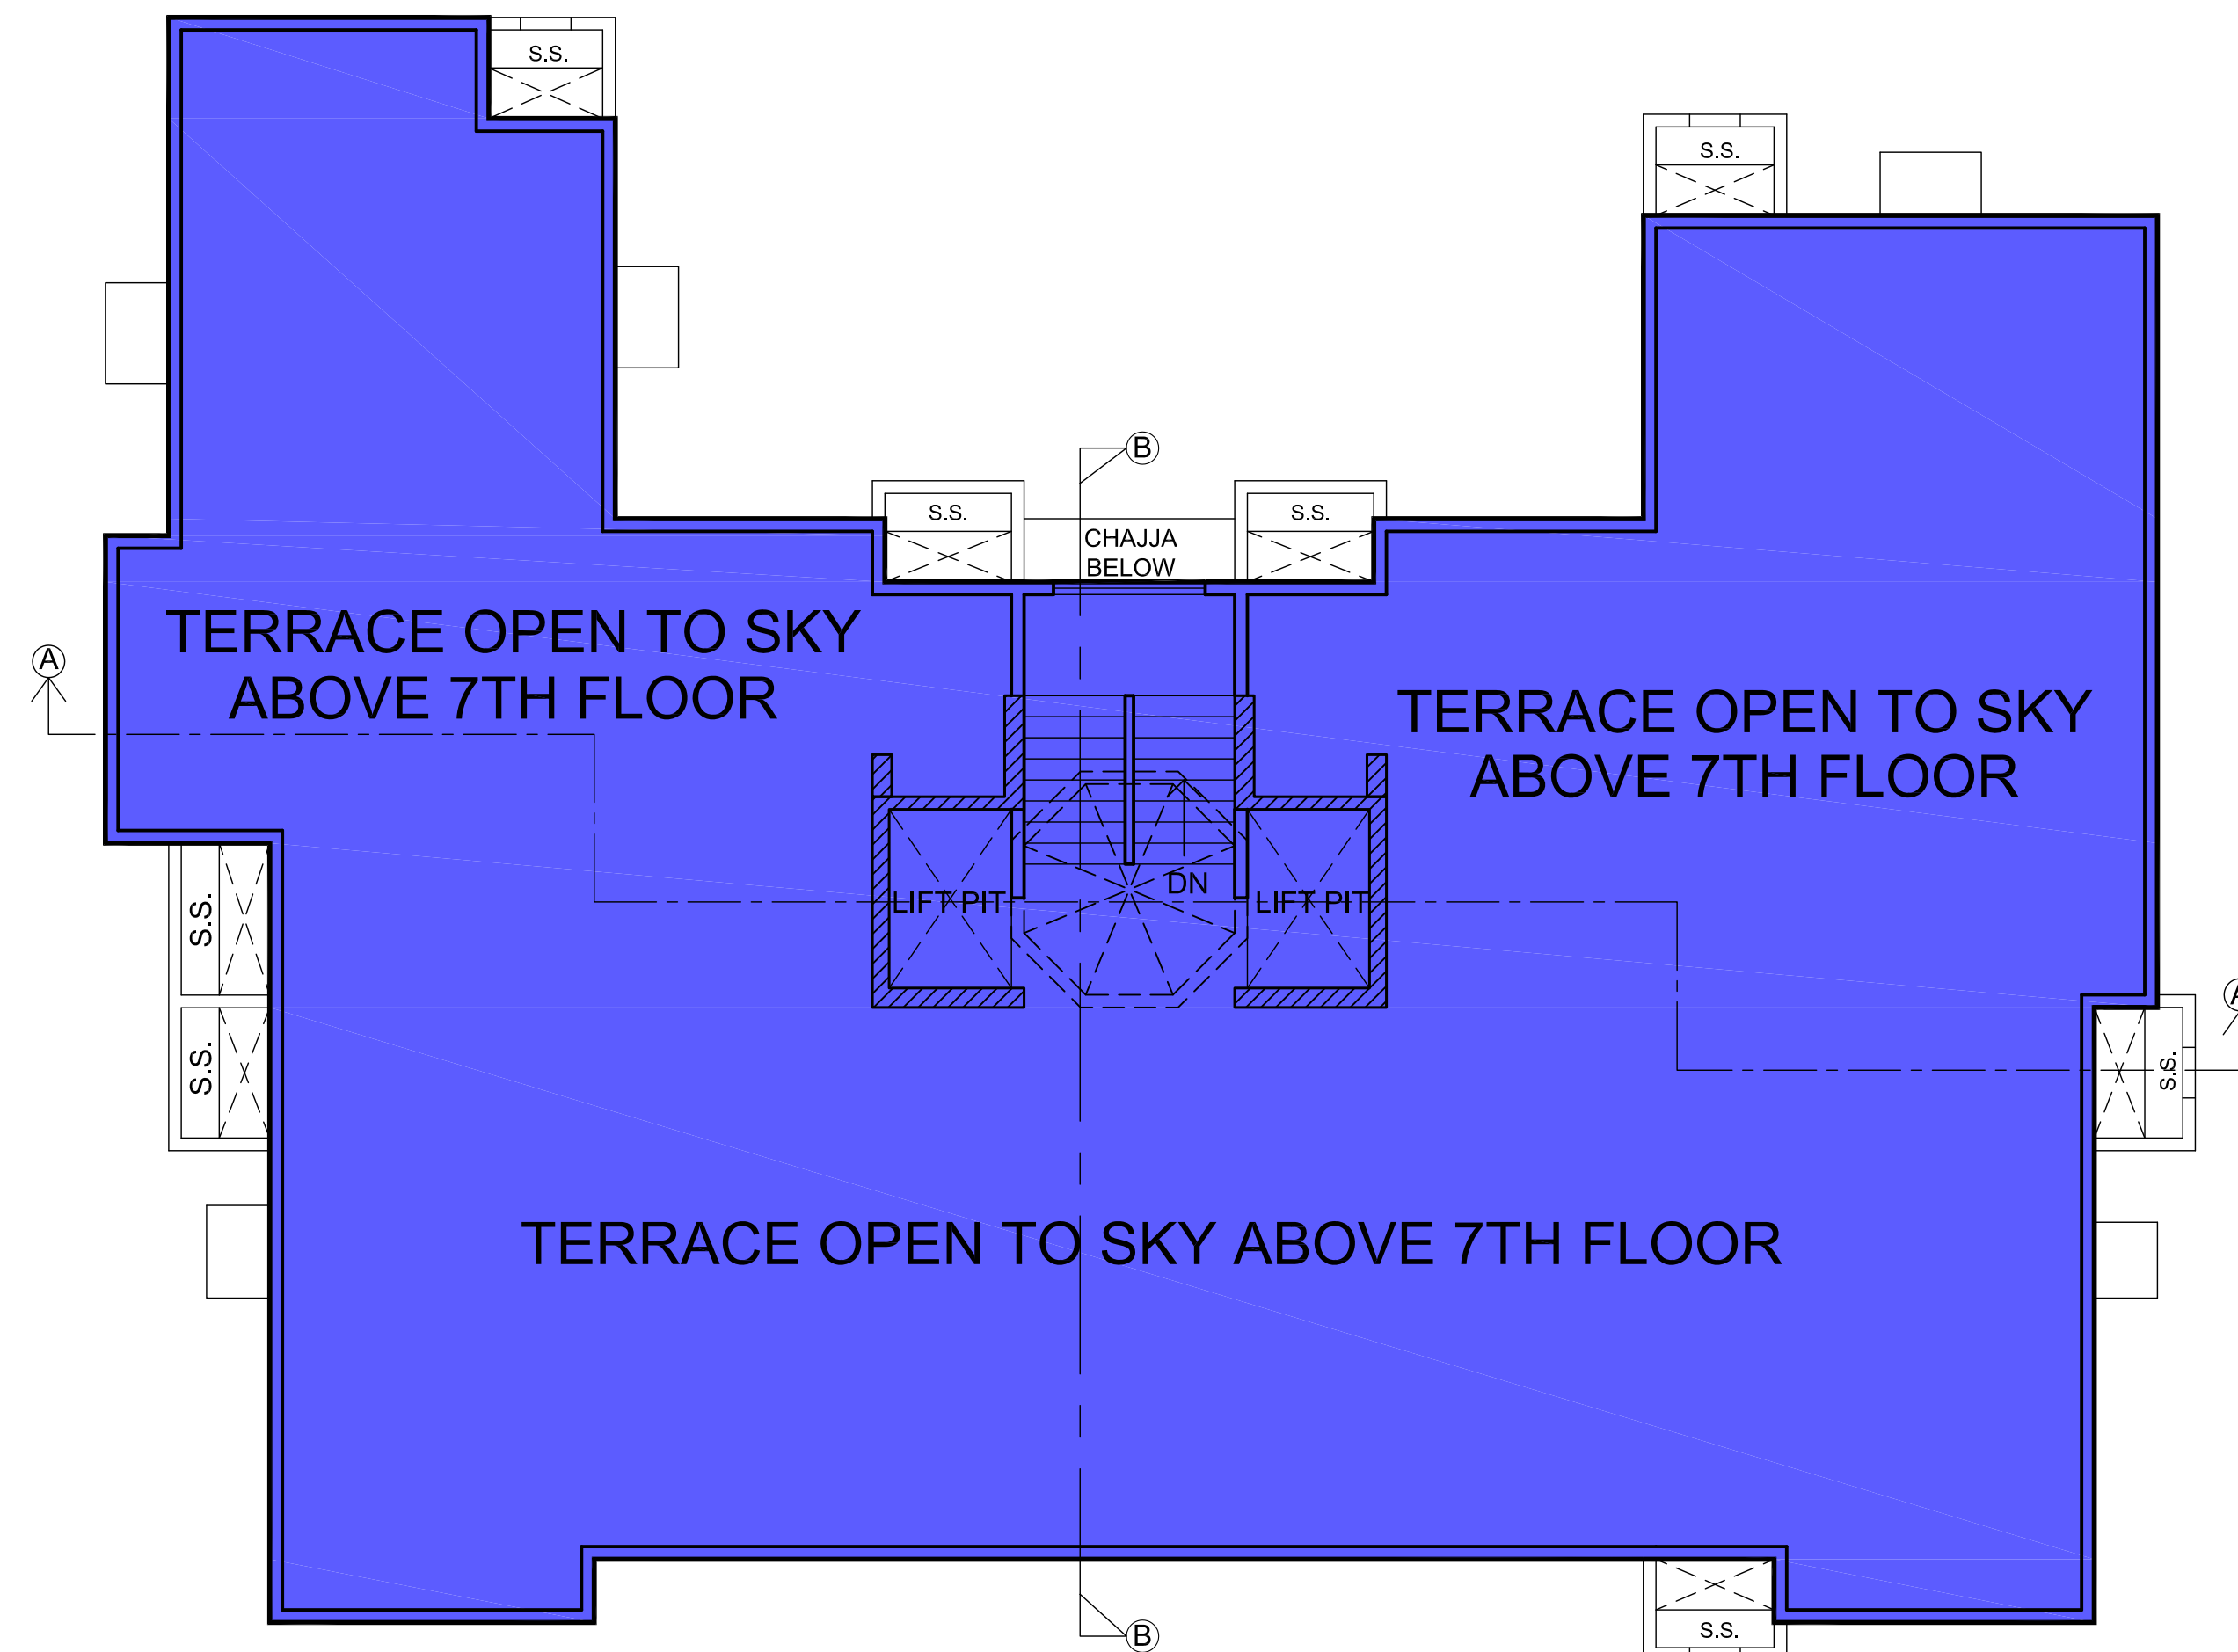 S.S.
S.S.
B
S.S.
S.S.
CHAJJA
BELOW
TERRACE OPEN TO SKY
ABOVE 7TH FLOOR
A
TERRACE OPEN TO SKY
ABOVE 7TH FLOOR
DN
LIFT PIT
LIFT PIT
S.S.
A
S.S.
S.S.
TERRACE OPEN TO SKY ABOVE 7TH FLOOR
S.S.
B